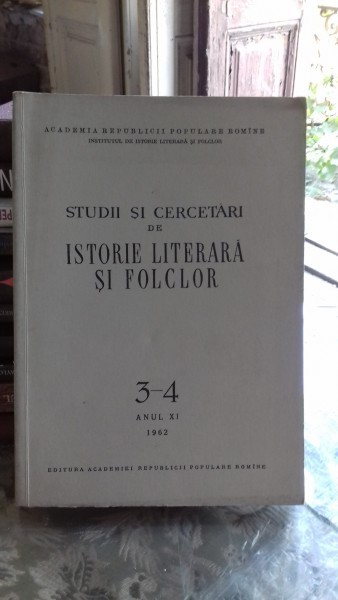 ACADEMIA REPUBLICII POPULARE ROMÎNE
INSTITUTUL DE ISTORIE LITERARĂ ȘI FOLCLOR
STUDII ȘI CERCETĂRI
DE
ISTORIE LITERARĂ
ȘI FOLCLOR
3-4
ANUL XI
1962
EDITURA ACADEMIEI REPUBLICII POPULARE ROMÎNE